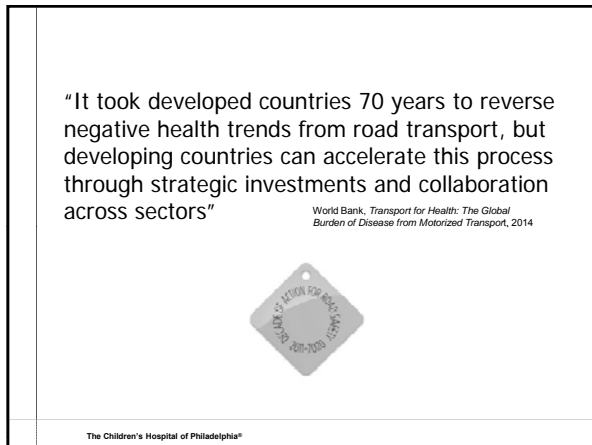 "It took developed countries 70 years to reverse
negative health trends from road transport, but
developing countries can accelerate this process
through strategic investments and collaboration
across sectors"
World Bank, Transport for Health: The Global
Burden of Disease from Motorized Transport, 2014
DECADE OF ACTION FOR ROAD SAFETY 2011-2020
The Children's Hospital of Philadelphia®